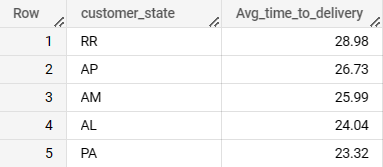 Row customer_state Avg_time_to_delivery
1 RR 28.98
2 AP 26.73
3 AM 25.99
4 AL 24.04
5 PA 23.32